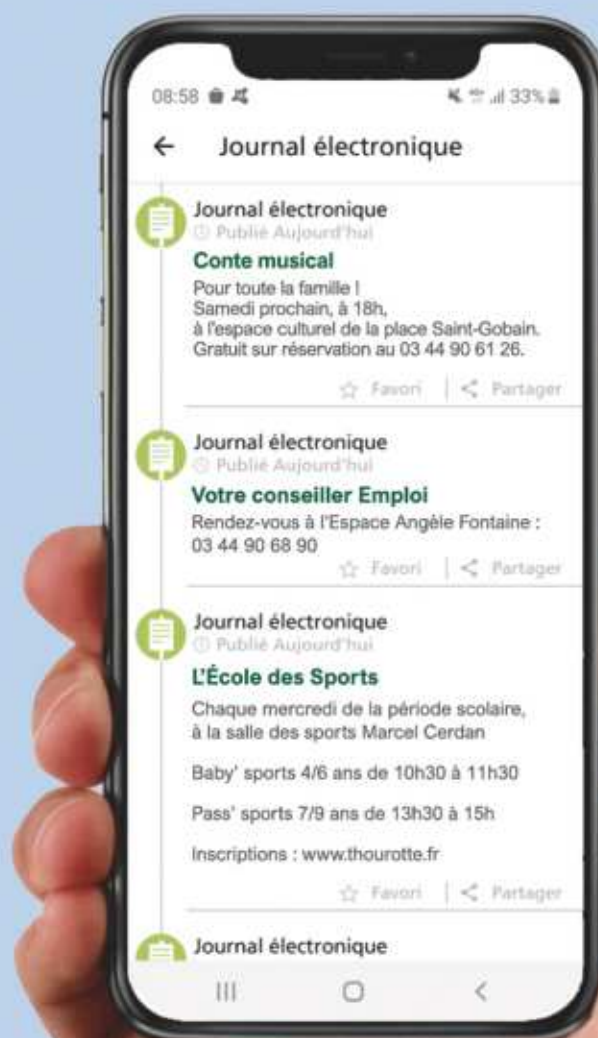 08:58
33%
Journal électronique
Journal électronique
Publié Aujourd'hui
Conte musical
Pour toute la famille !
Samedi prochain, à 18h,
à l'espace culturel de la place Saint-Gobain.
Gratuit sur réservation au 03 44 90 61 26.
Favori | Partager
Journal électronique
Publié Aujourd'hui
Votre conseiller Emploi
Rendez-vous à l'Espace Angèle Fontaine :
03 44 90 68 90
Favori | Partager
Journal électronique
Publié Aujourd'hui
L'École des Sports
Chaque mercredi de la période scolaire,
à la salle des sports Marcel Cerdan
Baby' sports 4/6 ans de 10h30 à 11h30
Pass' sports 7/9 ans de 13h30 à 15h
Inscriptions : www.thourotte.fr
Favori | Partager
Journal électronique